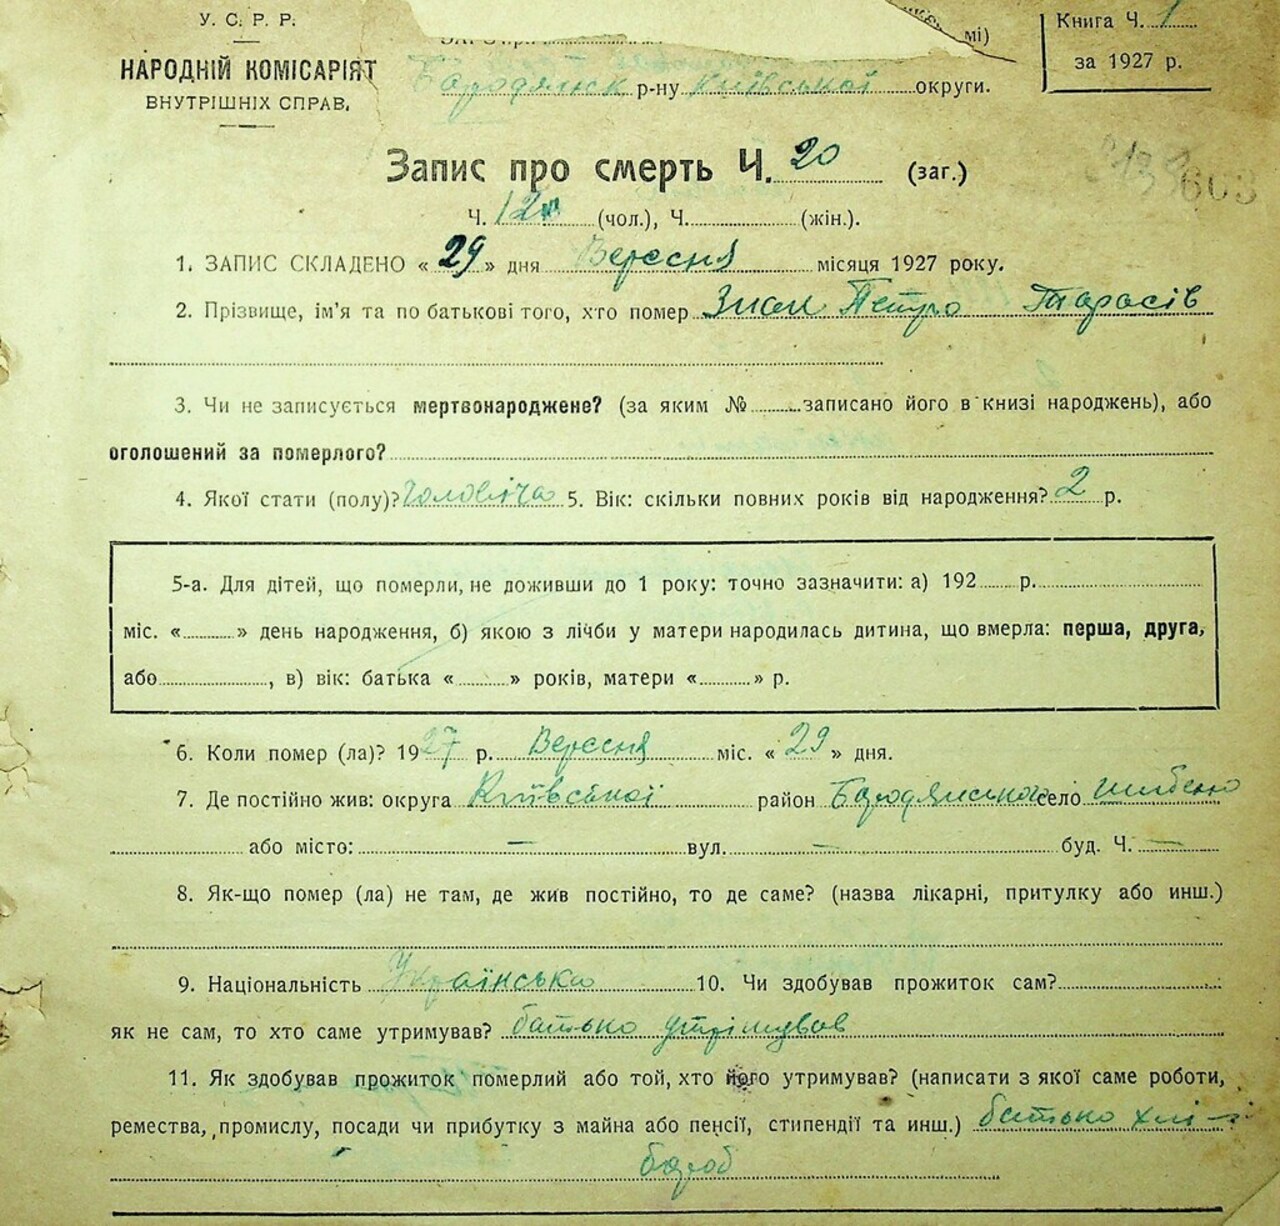 У. С. Р. Р.
НАРОДНІЙ КОМІСАРІЯТ
ВНУТРІШНІХ СПРАВ.
мі)
Бородянск р-ну Київської округи.
Книга Ч. 1
за 1927 р.
Запис про смерть Ч. 20 (заг.)
603
Ч. 12 (чол.), Ч. (жін.).
1. ЗАПИС СКЛАДЕНО « 29 » дня Вересня місяця 1927 року.
2. Прізвище, ім'я та по батькові того, хто помер Знак Петро Тарасів
3. Чи не записується мертвонароджене? (за яким № записано його в книзі народжень), або
оголошений за померлого?
4. Якої стати (полу)? Чоловіча 5. Вік: скільки повних років від народження? 2 р.
5-а. Для дітей, що померли, не доживши до 1 року: точно зазначити: а) 192 р.
міс. « » день народження, б) якою з лічби у матери народилась дитина, що вмерла: перша, друга,
або , в) вік: батька « » років, матери « » р.
6. Коли помер (ла)? 1927 р. Вересня міс. « 29 » дня.
7. Де постійно жив: округа Київської район Бородянського село Шибено
або місто: — вул. — буд. Ч. —
8. Як-що помер (ла) не там, де жив постійно, то де саме? (назва лікарні, притулку або инш.)
9. Національність Українська 10. Чи здобував прожиток сам?
як не сам, то хто саме утримував? батько утрімував
11. Як здобував прожиток померлий або той, хто його утримував? (написати з якої саме роботи,
ремества, промислу, посади чи прибутку з майна або пенсії, стипендії та инш.) батько хлі-
бороб